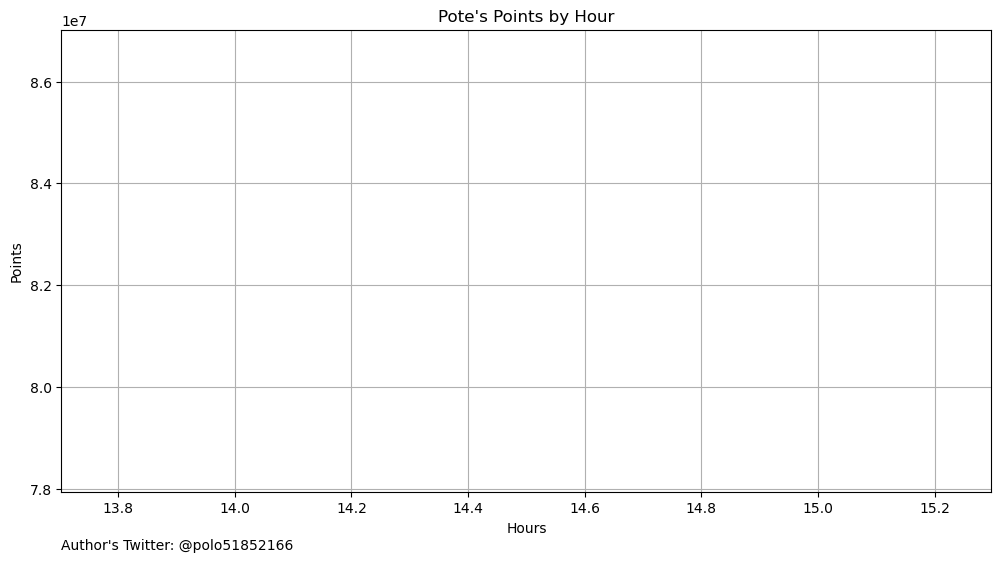 Pote's Points by Hour
1e7
8.6
8.4
8.2
8.0
7.8
Points
13.8 14.0 14.2 14.4 14.6 14.8 15.0 15.2
Hours
Author's Twitter: @polo51852166